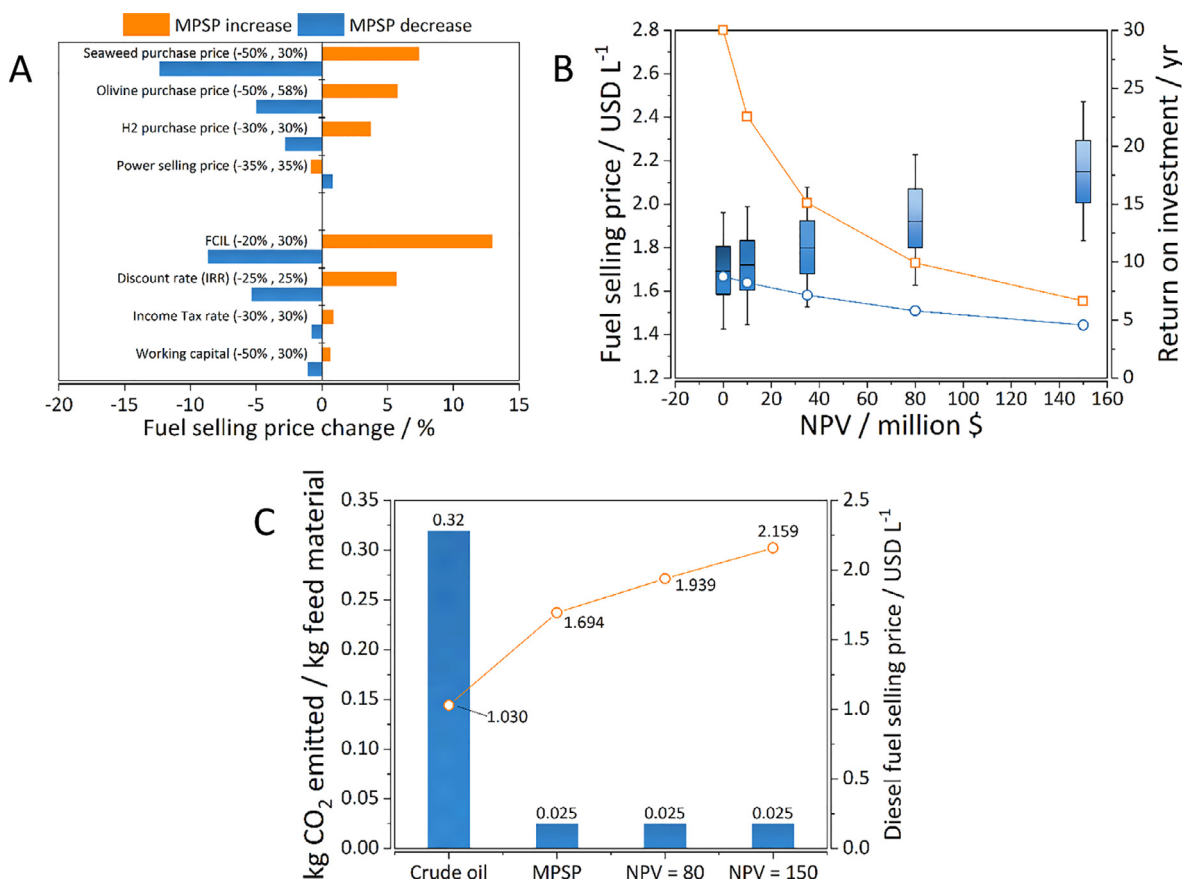 MPSP increase MPSP decrease
A
Seaweed purchase price (-50% , 30%)
Olivine purchase price (-50%, 58%)
H2 purchase price (-30%, 30%)
Power selling price (-35%, 35%)
FCIL (-20%, 30%)
Discount rate (IRR) (-25%, 25%)
Income Tax rate (-30%, 30%)
Working capital (-50%, 30%)
-20 -15 -10 -5 0 5 10 15
Fuel selling price change / %
B
Fuel selling price / USD L⁻¹
2.8
2.6
2.4
2.2
2.0
1.8
1.6
1.4
1.2
30
25
20
15
10
5
0
Return on investment / yr
-20 0 20 40 60 80 100 120 140 160
NPV / million $
C
kg CO₂ emitted / kg feed material
0.35
0.30
0.25
0.20
0.15
0.10
0.05
0.00
0.32
1.030
1.694
1.939
2.159
0.025 0.025 0.025
2.5
2.0
1.5
1.0
0.5
0.0
Diesel fuel selling price / USD L⁻¹
Crude oil MPSP NPV = 80 NPV = 150